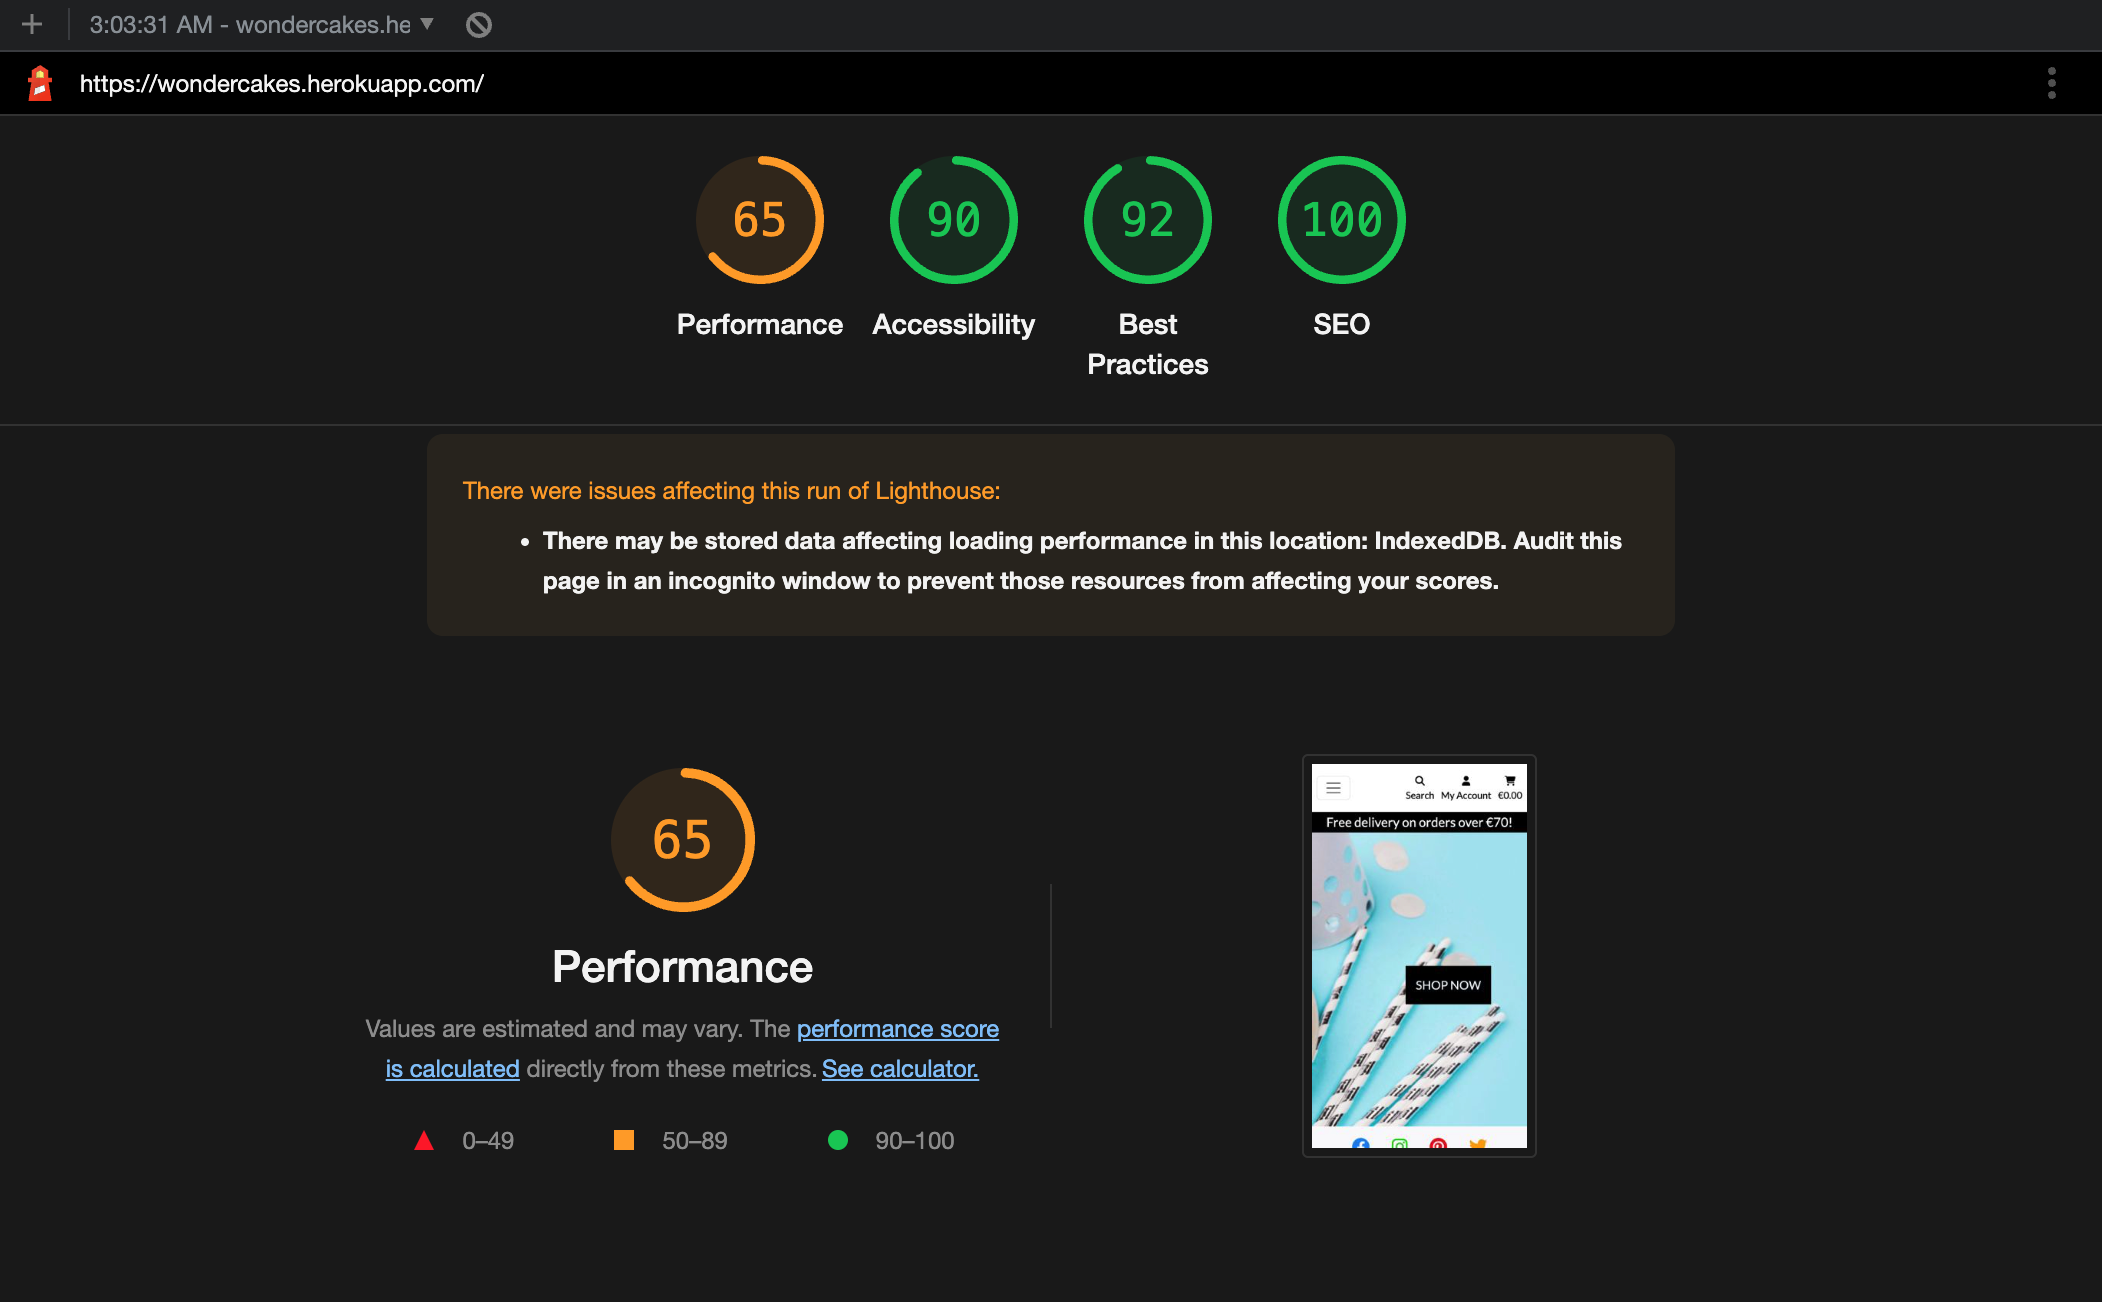 3:03:31 AM - wondercakes.he
https://wondercakes.herokuapp.com/
65
90
92
100
Performance
Accessibility
Best
Practices
SEO
There were issues affecting this run of Lighthouse:
There may be stored data affecting loading performance in this location: IndexedDB. Audit this
page in an incognito window to prevent those resources from affecting your scores.
65
Performance
Values are estimated and may vary. The performance score
is calculated directly from these metrics. See calculator.
0–49
50–89
90–100
Search
My Account
€0.00
Free delivery on orders over €70!
SHOP NOW